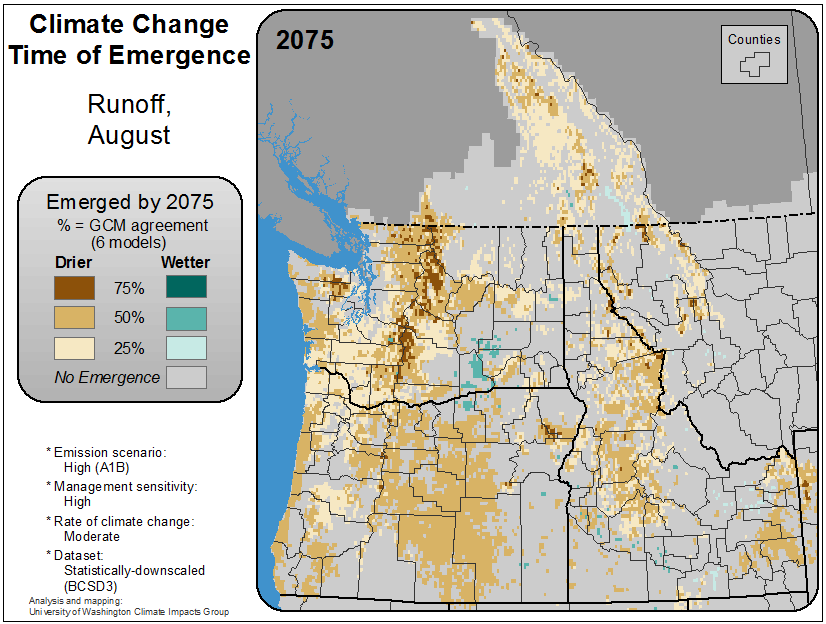 Climate Change
Time of Emergence
Runoff,
August
Emerged by 2075
% = GCM agreement
(6 models)
Drier Wetter
75%
50%
25%
No Emergence
* Emission scenario:
High (A1B)
* Management sensitivity:
High
* Rate of climate change:
Moderate
* Dataset:
Statistically-downscaled
(BCSD3)
Analysis and mapping:
University of Washington Climate Impacts Group
2075
Counties